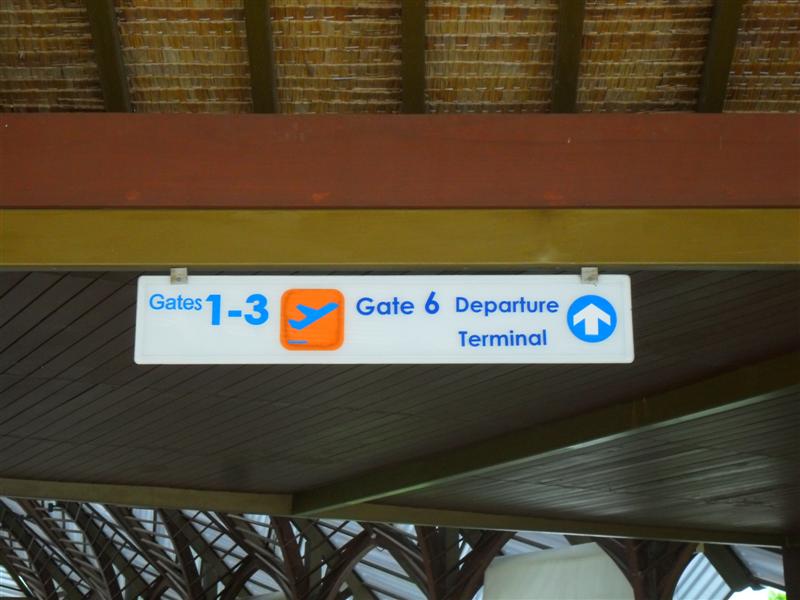 Gates 1-3 Gate 6 Departure
Terminal